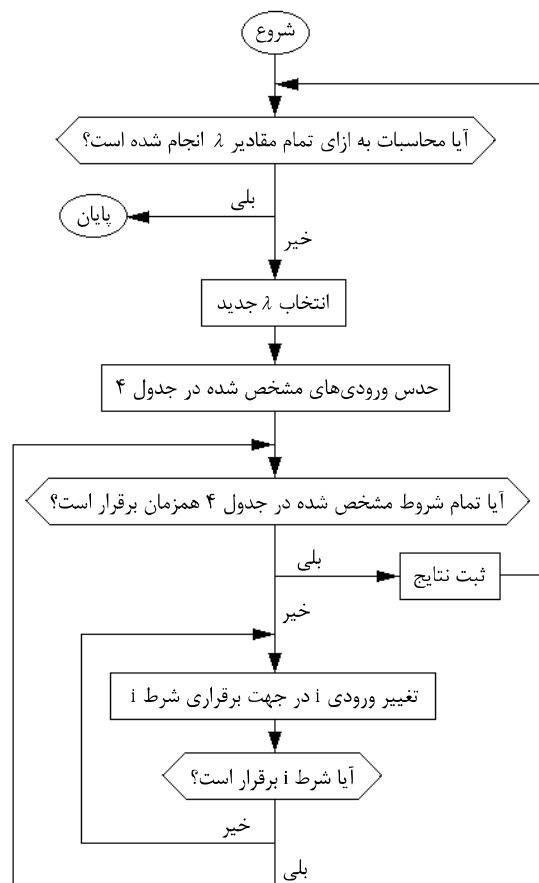 شروع
آیا محاسبات به ازای تمام مقادیر λ انجام شده است؟
بلی
پایان
خیر
انتخاب λ جدید
حدس ورودی‌های مشخص شده در جدول ۴
آیا تمام شروط مشخص شده در جدول ۴ همزمان برقرار است؟
بلی
ثبت نتایج
خیر
تغییر ورودی i در جهت برقراری شرط i
آیا شرط i برقرار است؟
خیر
بلی